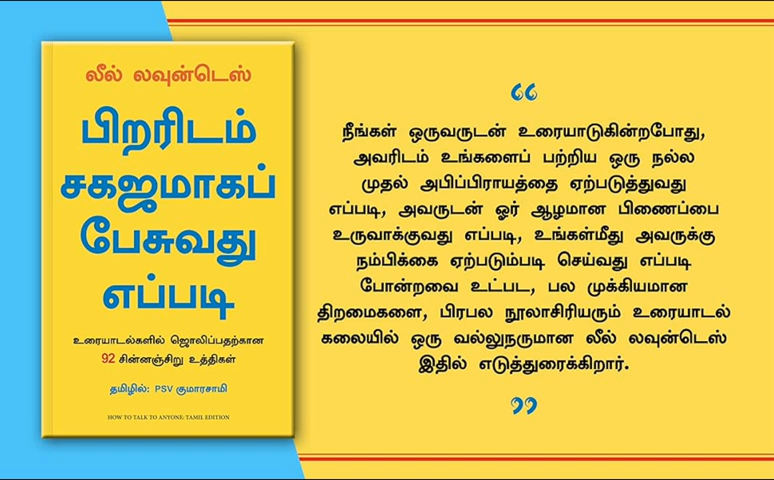 லீல் லவுன்டெஸ்
பிறரிடம்
சகஜமாகப்
பேசுவது
எப்படி
உரையாடல்களில் ஜொலிப்பதற்கான
92 சின்னஞ்சிறு உத்திகள்
தமிழில்: PSV குமாரசாமி
HOW TO TALK TO ANYONE: TAMIL EDITION
“
நீங்கள் ஒருவருடன் உரையாடுகின்றபோது,
அவரிடம் உங்களைப் பற்றிய ஒரு நல்ல
முதல் அபிப்பிராயத்தை ஏற்படுத்துவது
எப்படி, அவருடன் ஓர் ஆழமான பிணைப்பை
உருவாக்குவது எப்படி, உங்கள்மீது அவருக்கு
நம்பிக்கை ஏற்படும்படி செய்வது எப்படி
போன்றவை உட்பட, பல முக்கியமான
திறமைகளை, பிரபல நூலாசிரியரும் உரையாடல்
கலையில் ஒரு வல்லுநருமான லீல் லவுன்டெஸ்
இதில் எடுத்துரைக்கிறார்.
”